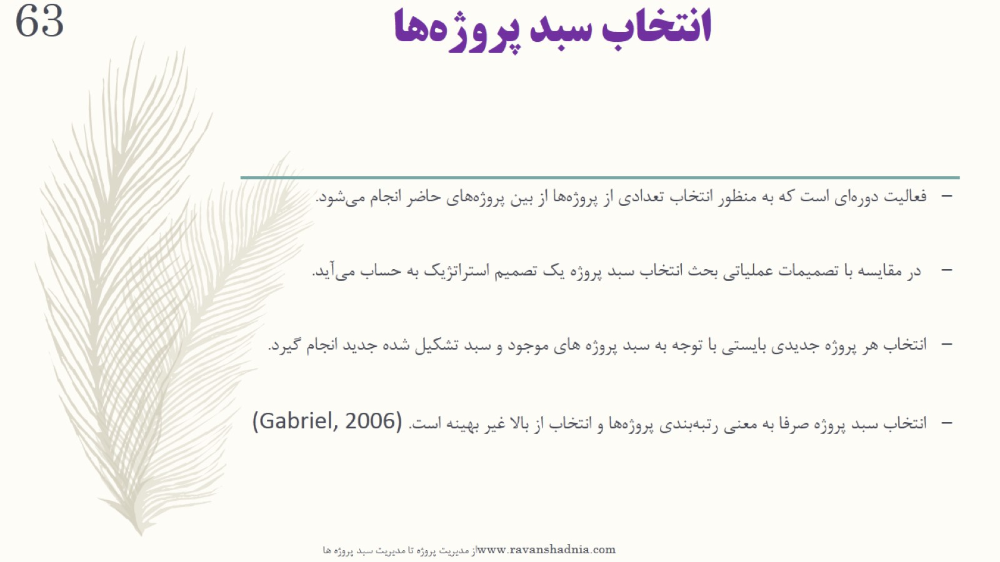 63
انتخاب سبد پروژه‌ها
– فعالیت دوره‌ای است که به منظور انتخاب تعدادی از پروژه‌ها از بین پروژه‌های حاضر انجام می‌شود.
– در مقایسه با تصمیمات عملیاتی بحث انتخاب سبد پروژه یک تصمیم استراتژیک به حساب می‌آید.
– انتخاب هر پروژه جدیدی بایستی با توجه به سبد پروژه های موجود و سبد تشکیل شده جدید انجام گیرد.
– انتخاب سبد پروژه صرفا به معنی رتبه‌بندی پروژه‌ها و انتخاب از بالا غیر بهینه است. (Gabriel, 2006)
www.ravanshadnia.comاز مدیریت پروژه تا مدیریت سبد پروژه ها